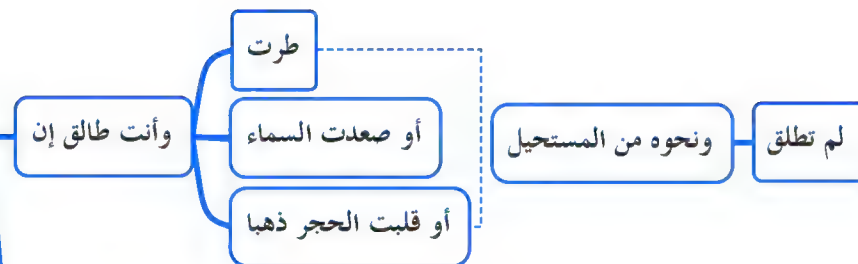 وأنت طالق إن
طرت
أو صعدت السماء
أو قلبت الحجر ذهبا
ونحوه من المستحيل
لم تطلق